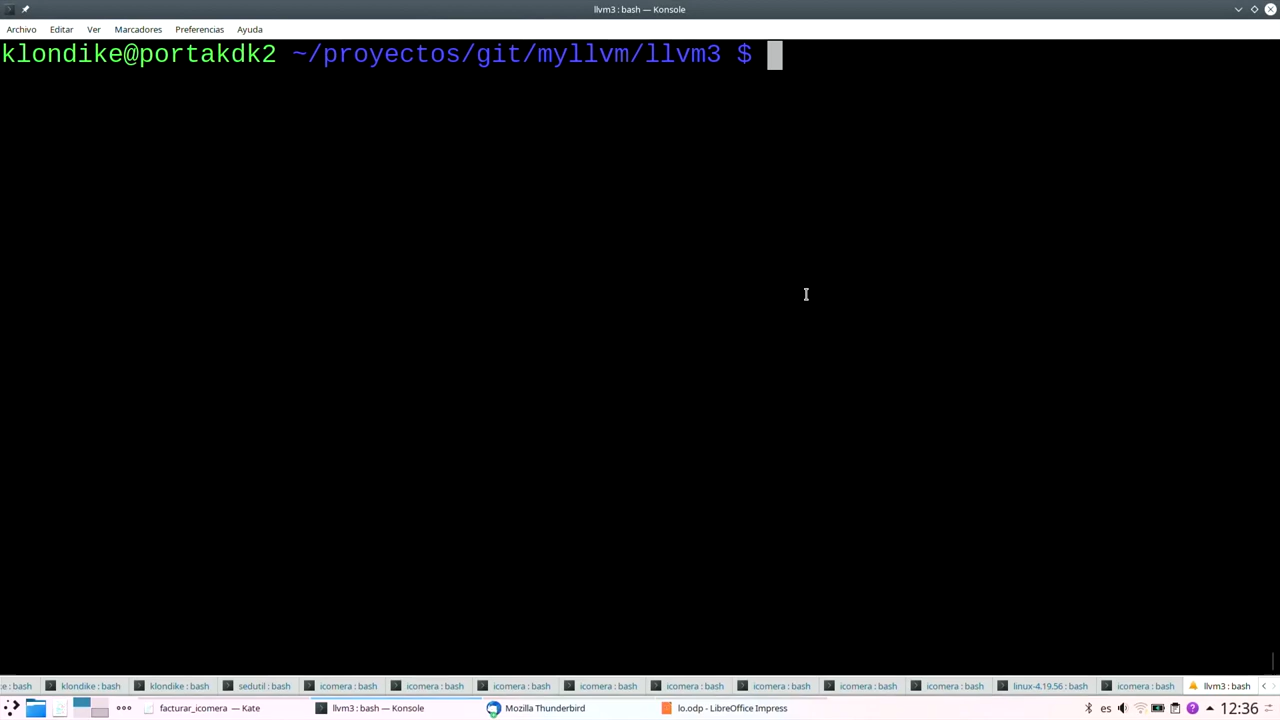 llvm3 : bash — Konsole
Archivo Editar Ver Marcadores Preferencias Ayuda
klondike@portakdk2 ~/proyectos/git/myllvm/llvm3 $
e : bash klondike : bash klondike : bash sedutil : bash icomera : bash icomera : bash icomera : bash icomera : bash icomera : bash icomera : bash icomera : bash icomera : bash linux-4.19.56 : bash icomera : bash llvm3 : bash
facturar_icomera — Kate llvm3 : bash — Konsole Mozilla Thunderbird lo.odp - LibreOffice Impress es 12:36